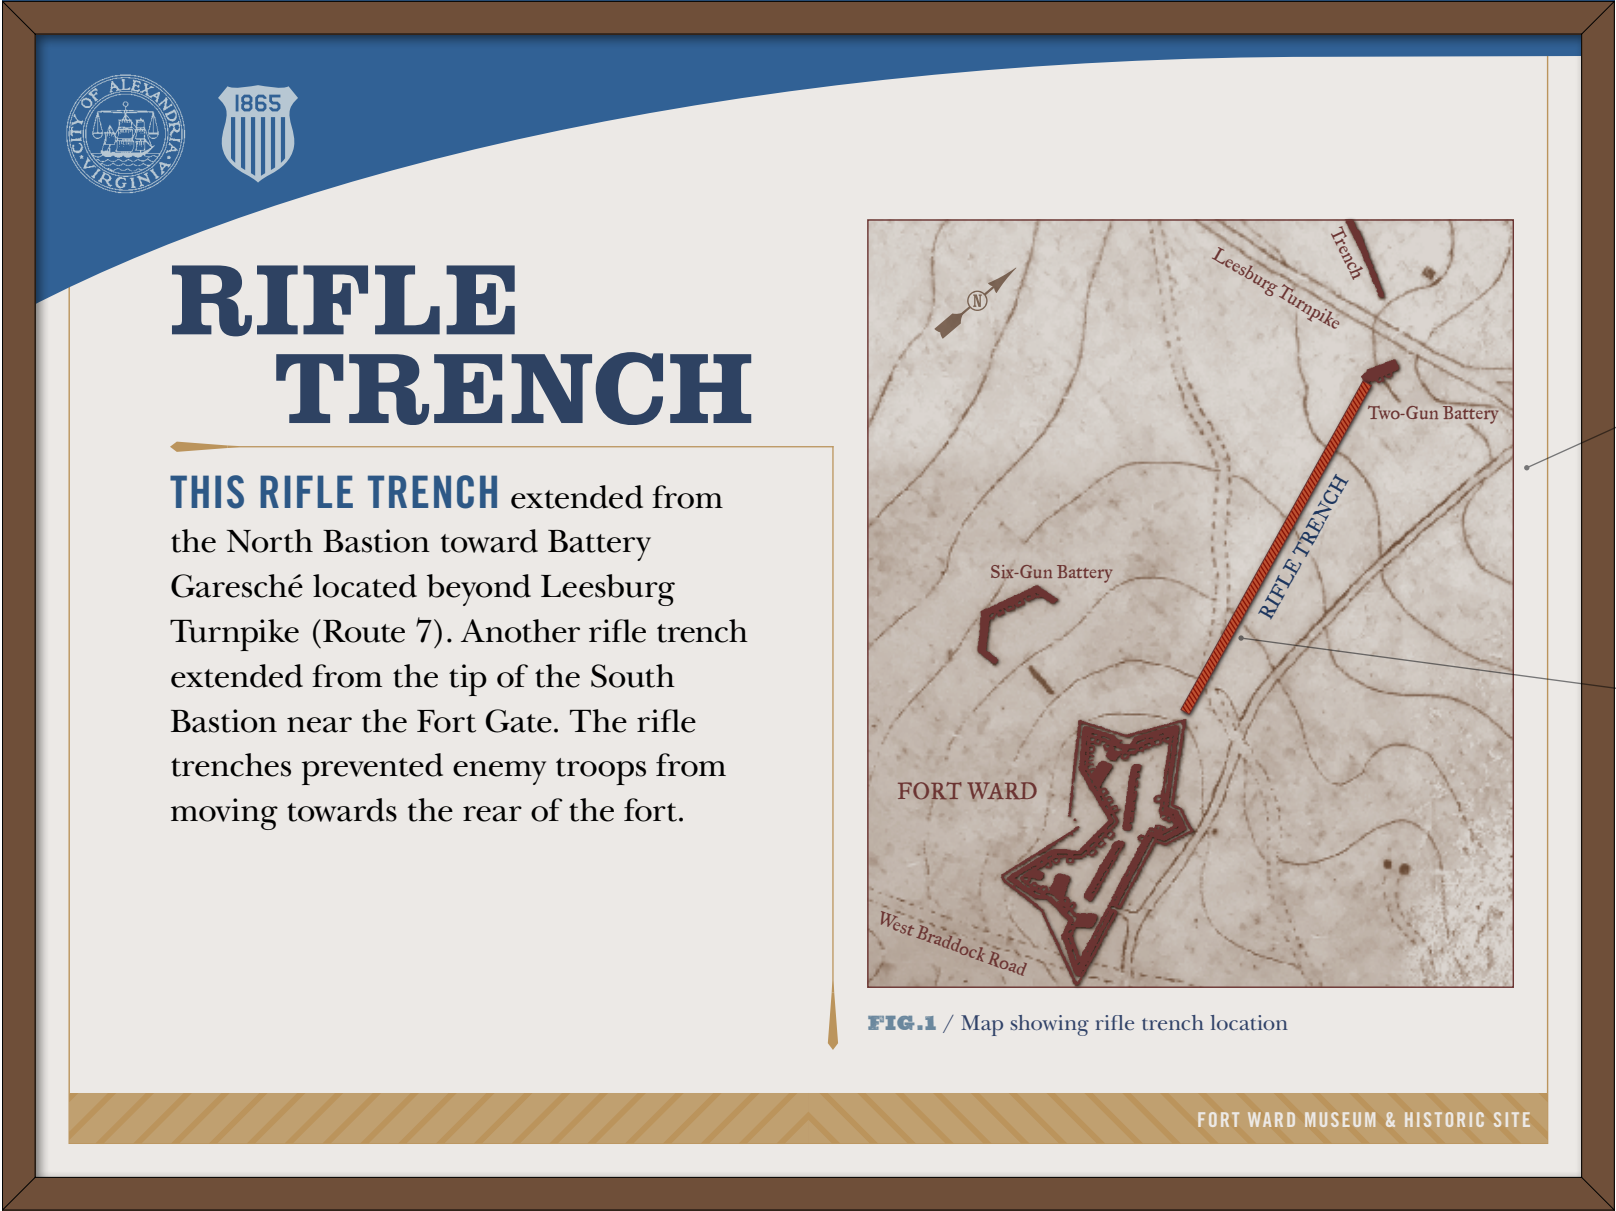 CITY OF ALEXANDRIA
VIRGINIA
1865
RIFLE
TRENCH
THIS RIFLE TRENCH extended from
the North Bastion toward Battery
Garesché located beyond Leesburg
Turnpike (Route 7). Another rifle trench
extended from the tip of the South
Bastion near the Fort Gate. The rifle
trenches prevented enemy troops from
moving towards the rear of the fort.
Trench
Leesburg Turnpike
N
Two-Gun Battery
RIFLE TRENCH
Six-Gun Battery
FORT WARD
West Braddock Road
FIG.1 / Map showing rifle trench location
FORT WARD MUSEUM & HISTORIC SITE